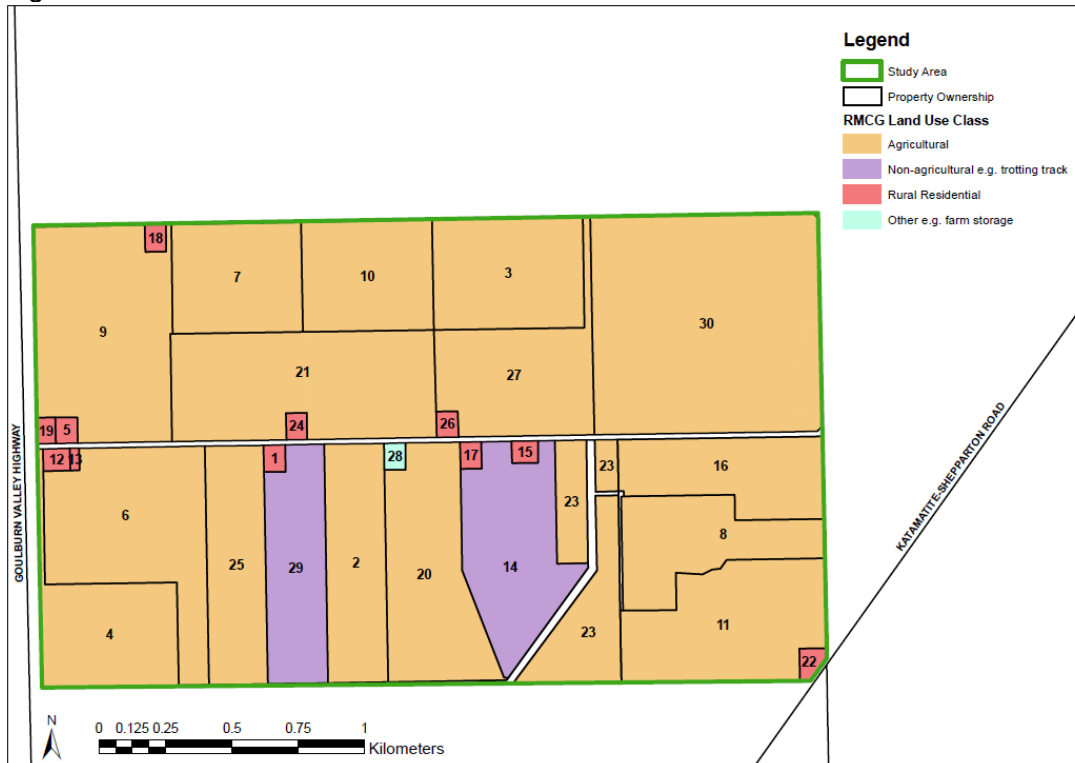 Legend
Study Area
Property Ownership
RMCG Land Use Class
Agricultural
Non-agricultural e.g. trotting track
Rural Residential
Other e.g. farm storage
18
7
10
3
9
30
21
27
19
5
24
26
12
13
1
28
17
15
23
16
6
23
8
25
29
2
20
14
4
23
11
22
GOULBURN VALLEY HIGHWAY
KATAMATITE-SHEPPARTON ROAD
N
0 0.125 0.25 0.5 0.75 1
Kilometers